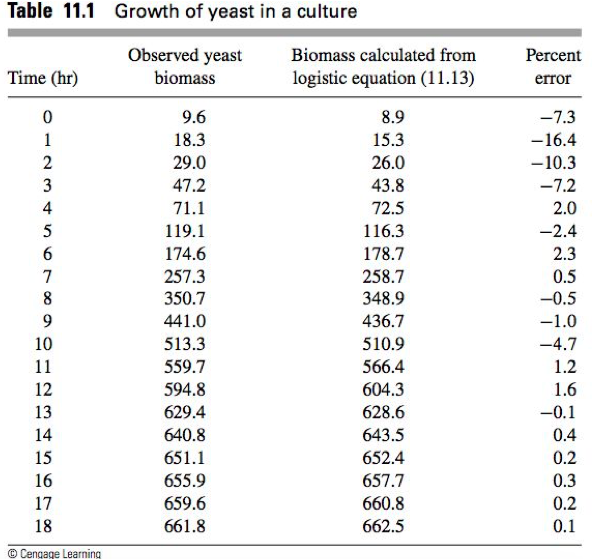 Table 11.1 Growth of yeast in a culture
Observed yeast Biomass calculated from Percent
Time (hr) biomass logistic equation (11.13) error
0 9.6 8.9 −7.3
1 18.3 15.3 −16.4
2 29.0 26.0 −10.3
3 47.2 43.8 −7.2
4 71.1 72.5 2.0
5 119.1 116.3 −2.4
6 174.6 178.7 2.3
7 257.3 258.7 0.5
8 350.7 348.9 −0.5
9 441.0 436.7 −1.0
10 513.3 510.9 −4.7
11 559.7 566.4 1.2
12 594.8 604.3 1.6
13 629.4 628.6 −0.1
14 640.8 643.5 0.4
15 651.1 652.4 0.2
16 655.9 657.7 0.3
17 659.6 660.8 0.2
18 661.8 662.5 0.1
© Cengage Learning